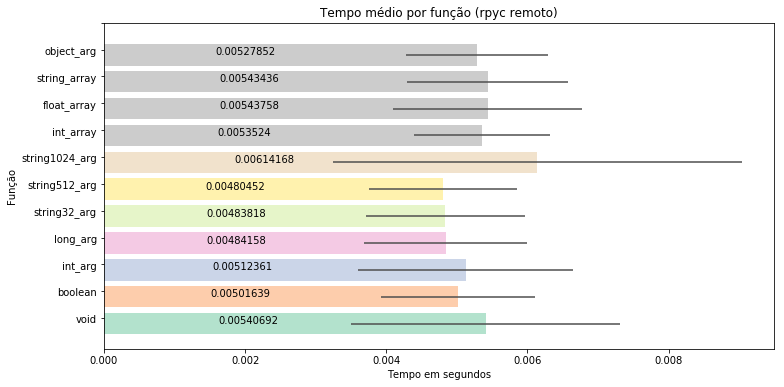 Tempo médio por função (rpyc remoto)
object_arg 0.00527852
string_array 0.00543436
float_array 0.00543758
int_array 0.0053524
string1024_arg 0.00614168
string512_arg 0.00480452
string32_arg 0.00483818
long_arg 0.00484158
int_arg 0.00512361
boolean 0.00501639
void 0.00540692
Função
0.000 0.002 0.004 0.006 0.008
Tempo em segundos